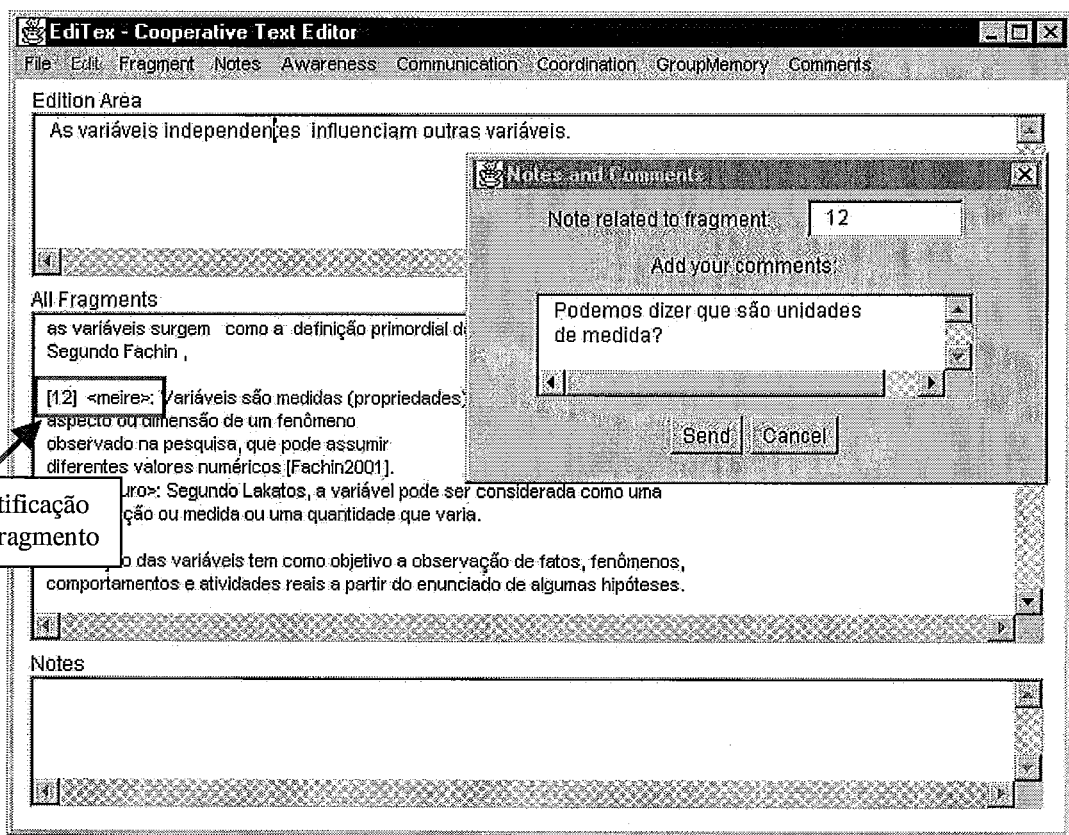 EdiTex - Cooperative Text Editor
File Edit Fragment Notes Awareness Communication Coordination GroupMemory Comments
Edition Area
As variáveis independentes influenciam outras variáveis.
Notes and Comments
Note related to fragment: 12
Add your comments:
Podemos dizer que são unidades
de medida?
Send Cancel
All Fragments
as variáveis surgem como a definição primordial d
Segundo Fachin ,
[12] <meire>: Variáveis são medidas (propriedades)
aspecto ou dimensão de um fenômeno
observado na pesquisa, que pode assumir
diferentes valores numéricos [Fachin2001].
uro>: Segundo Lakatos, a variável pode ser considerada como uma
ção ou medida ou uma quantidade que varia.
o das variáveis tem como objetivo a observação de fatos, fenômenos,
comportamentos e atividades reais a partir do enunciado de algumas hipóteses.
tificação
ragmento
Notes